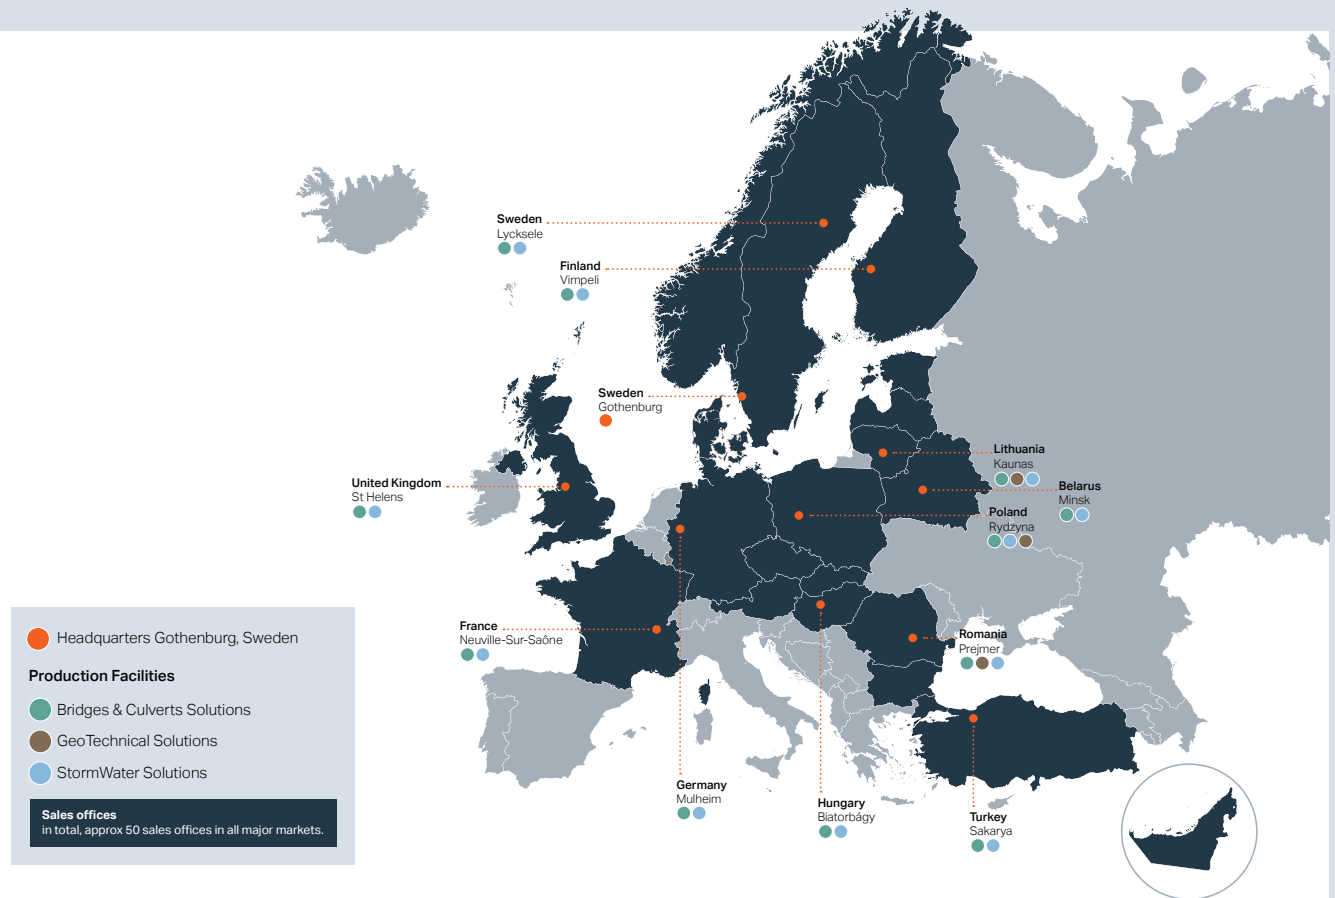 Sweden
Lycksele
Finland
Vimpeli
Sweden
Gothenburg
Lithuania
Kaunas
United Kingdom
St Helens
Belarus
Minsk
Poland
Rydzyna
France
Neuville-Sur-Saône
Romania
Prejmer
Germany
Mulheim
Hungary
Biatorbágy
Turkey
Sakarya
Headquarters Gothenburg, Sweden
Production Facilities
Bridges & Culverts Solutions
GeoTechnical Solutions
StormWater Solutions
Sales offices
in total, approx 50 sales offices in all major markets.